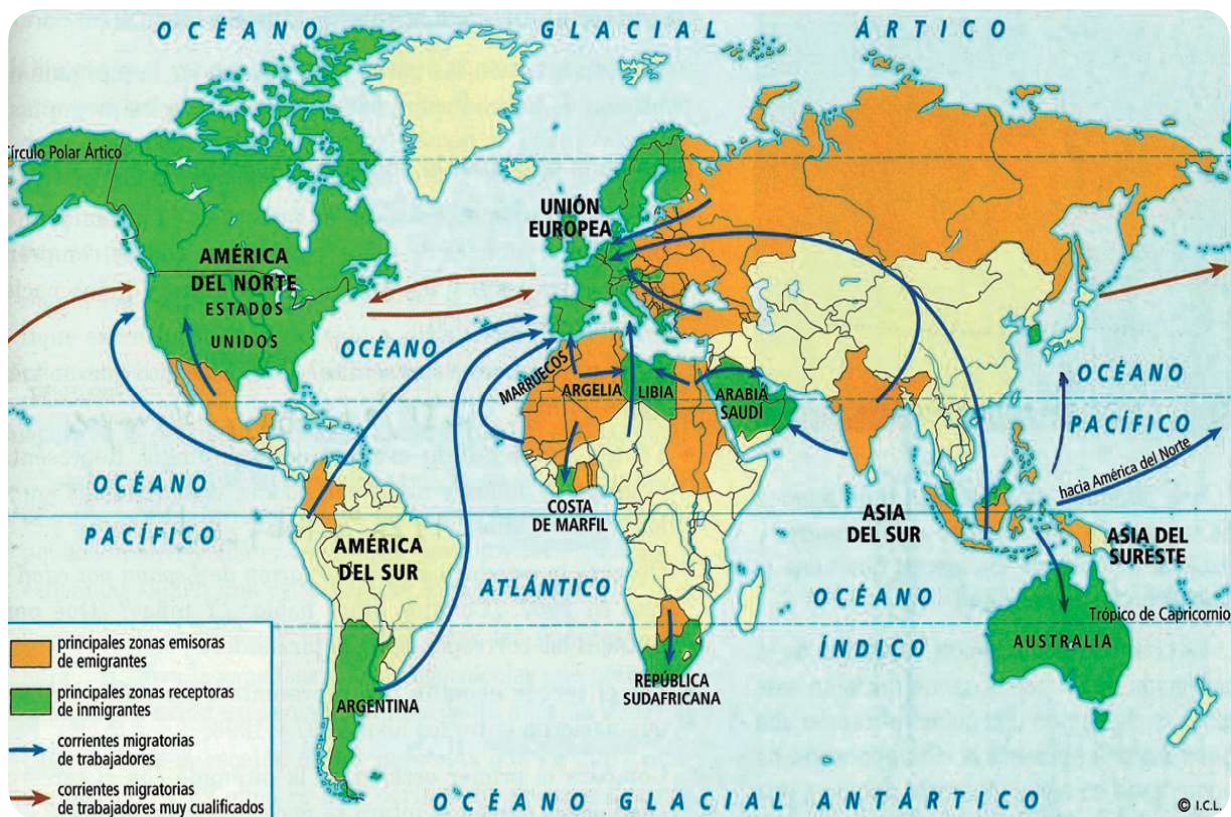 OCÉANO GLACIAL ÁRTICO
Círculo Polar Ártico
UNIÓN
EUROPEA
AMÉRICA
DEL NORTE
ESTADOS
UNIDOS
OCÉANO
MARRUECOS
ARGELIA
LIBIA
ARABIA
SAUDÍ
OCÉANO
PACÍFICO
hacia América del Norte
OCÉANO
PACÍFICO
COSTA
DE MARFIL
ASIA
DEL SUR
ASIA DEL
SURESTE
AMÉRICA
DEL SUR
ATLÁNTICO
OCÉANO
ÍNDICO
Trópico de Capricornio
AUSTRALIA
REPÚBLICA
SUDAFRICANA
ARGENTINA
principales zonas emisoras
de emigrantes
principales zonas receptoras
de inmigrantes
corrientes migratorias
de trabajadores
corrientes migratorias
de trabajadores muy cualificados
OCÉANO GLACIAL ANTÁRTICO
© I.C.L.